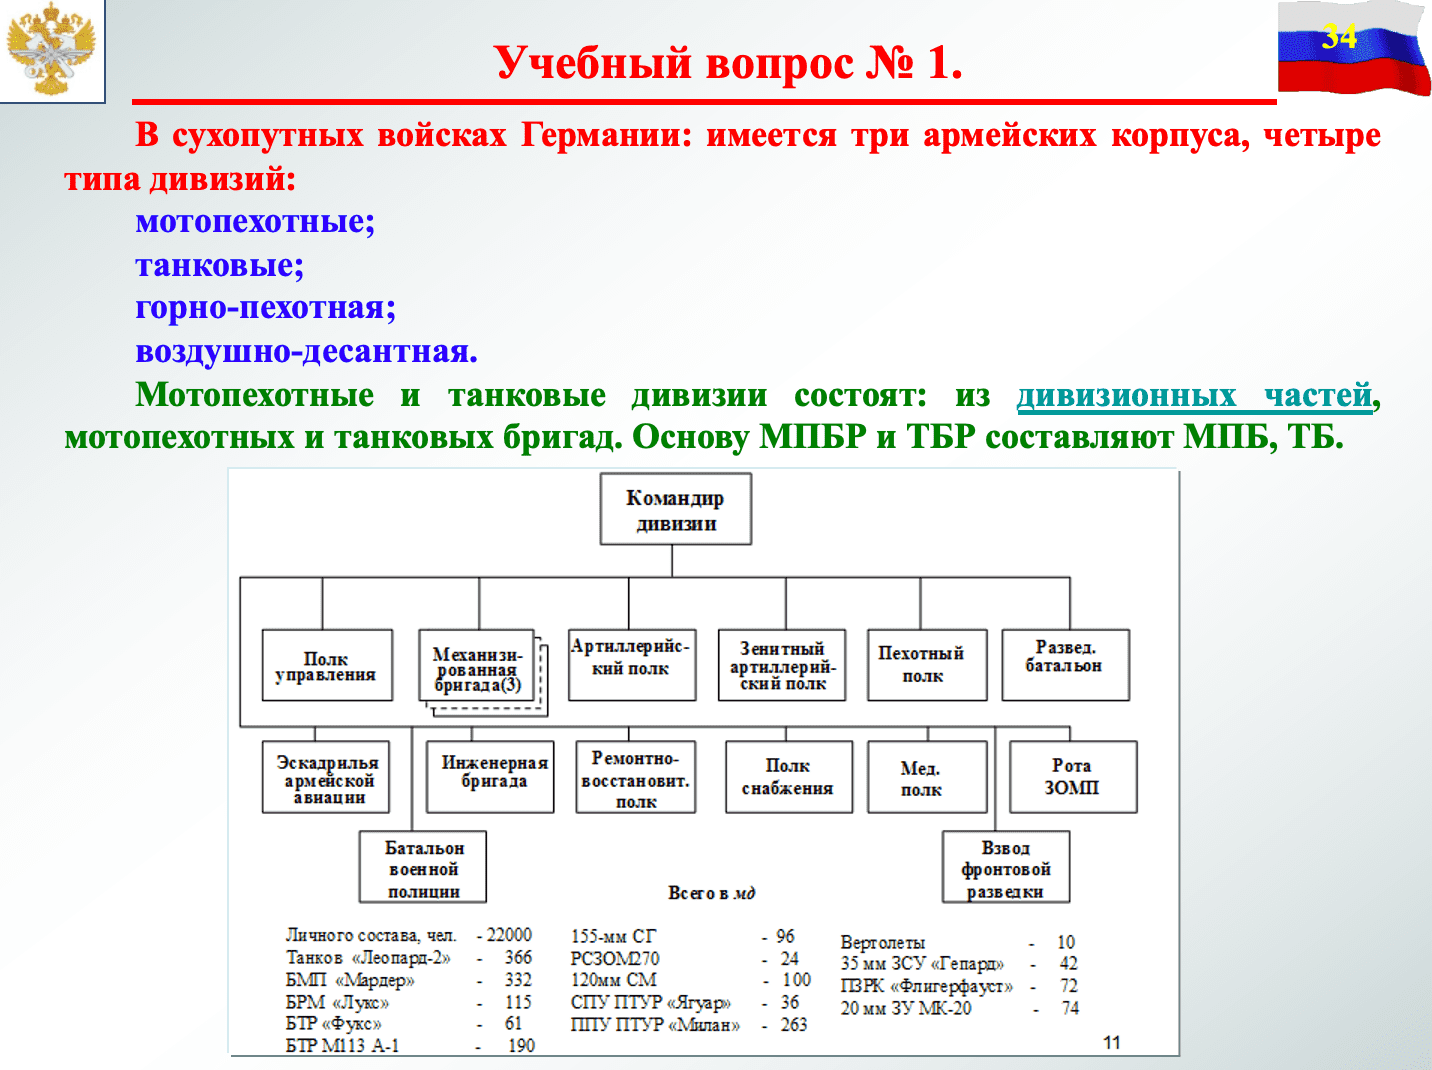 34
Учебный вопрос № 1.
В сухопутных войсках Германии: имеется три армейских корпуса, четыре
типа дивизий:
мотопехотные;
танковые;
горно-пехотная;
воздушно-десантная.
Мотопехотные и танковые дивизии состоят: из дивизионных частей,
мотопехотных и танковых бригад. Основу МПБР и ТБР составляют МПБ, ТБ.
Командир
дивизии
Полк
управления
Механизи-
рованная
бригада(3)
Артиллерийс-
кий полк
Зенитный
артиллерий-
ский полк
Пехотный
полк
Развед.
батальон
Эскадрилья
армейской
авиации
Инженерная
бригада
Ремонтно-
восстановит.
полк
Полк
снабжения
Мед.
полк
Рота
ЗОМП
Батальон
военной
полиции
Взвод
фронтовой
разведки
Всего в мд
Личного состава, чел. - 22000
Танков «Леопард-2» - 366
БМП «Мардер» - 332
БРМ «Лукс» - 115
БТР «Фукс» - 61
БТР М113 А-1 - 190
155-мм СГ - 96
РСЗОМ270 - 24
120мм СМ - 100
СПУ ПТУР «Ягуар» - 36
ППУ ПТУР «Милан» - 263
Вертолеты - 10
35 мм ЗСУ «Гепард» - 42
ПЗРК «Флигерфауст» - 72
20 мм ЗУ МК-20 - 74
11